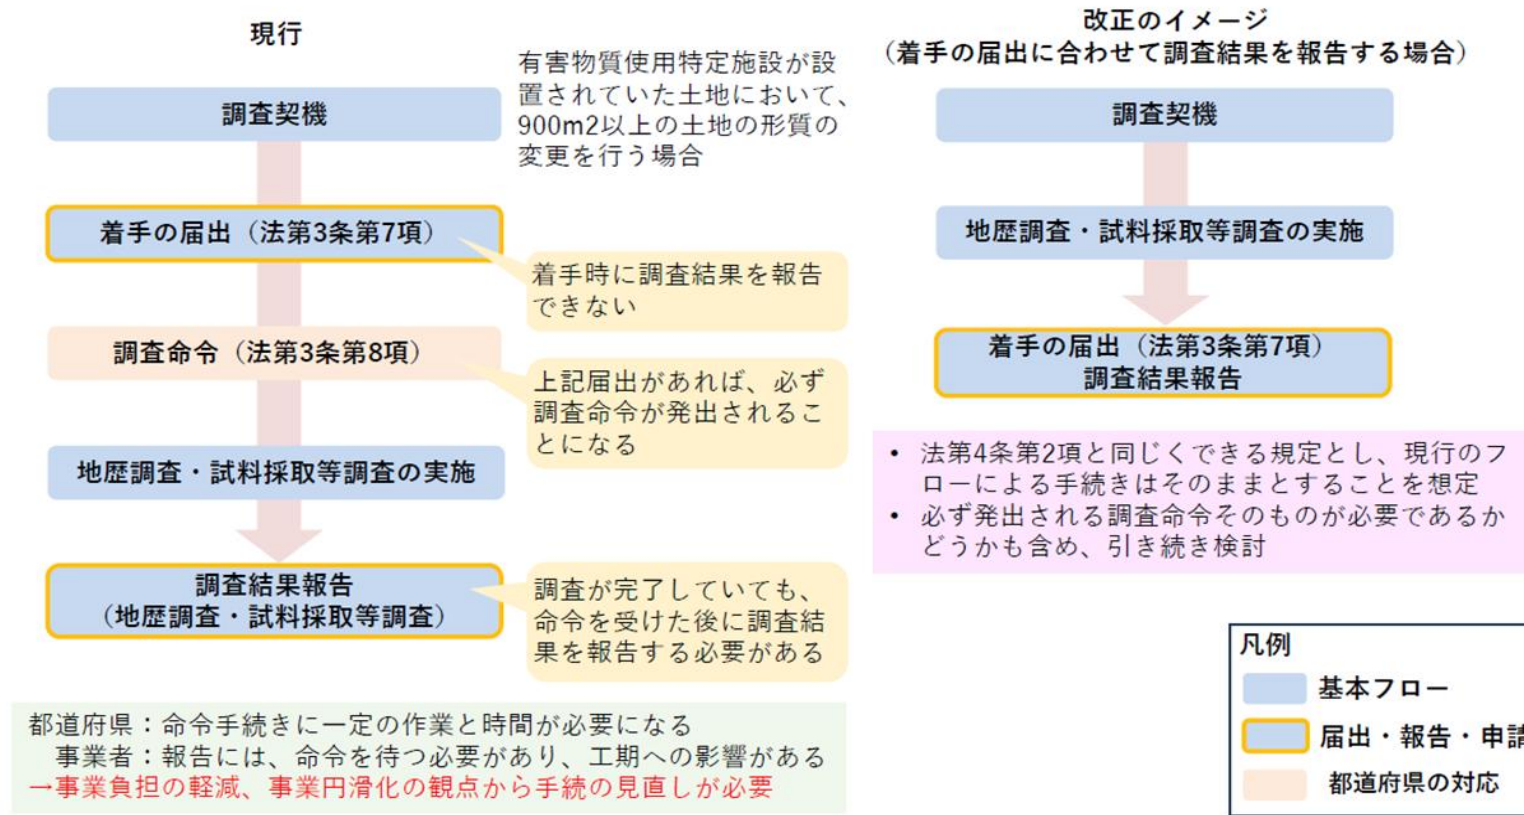 現行
有害物質使用特定施設が設
置されていた土地において、
900m2以上の土地の形質の
変更を行う場合
調査契機
着手の届出（法第3条第7項）
着手時に調査結果を報告
できない
調査命令（法第3条第8項）
上記届出があれば、必ず
調査命令が発出されるこ
とになる
地歴調査・試料採取等調査の実施
調査結果報告
（地歴調査・試料採取等調査）
調査が完了していても、
命令を受けた後に調査結
果を報告する必要がある
都道府県：命令手続きに一定の作業と時間が必要になる
事業者：報告には、命令を待つ必要があり、工期への影響がある
→事業負担の軽減、事業円滑化の観点から手続の見直しが必要
改正のイメージ
（着手の届出に合わせて調査結果を報告する場合）
調査契機
地歴調査・試料採取等調査の実施
着手の届出（法第3条第7項）
調査結果報告
• 法第4条第2項と同じくできる規定とし、現行のフ
ローによる手続きはそのままとすることを想定
• 必ず発出される調査命令そのものが必要であるか
どうかも含め、引き続き検討
凡例
基本フロー
届出・報告・申請
都道府県の対応